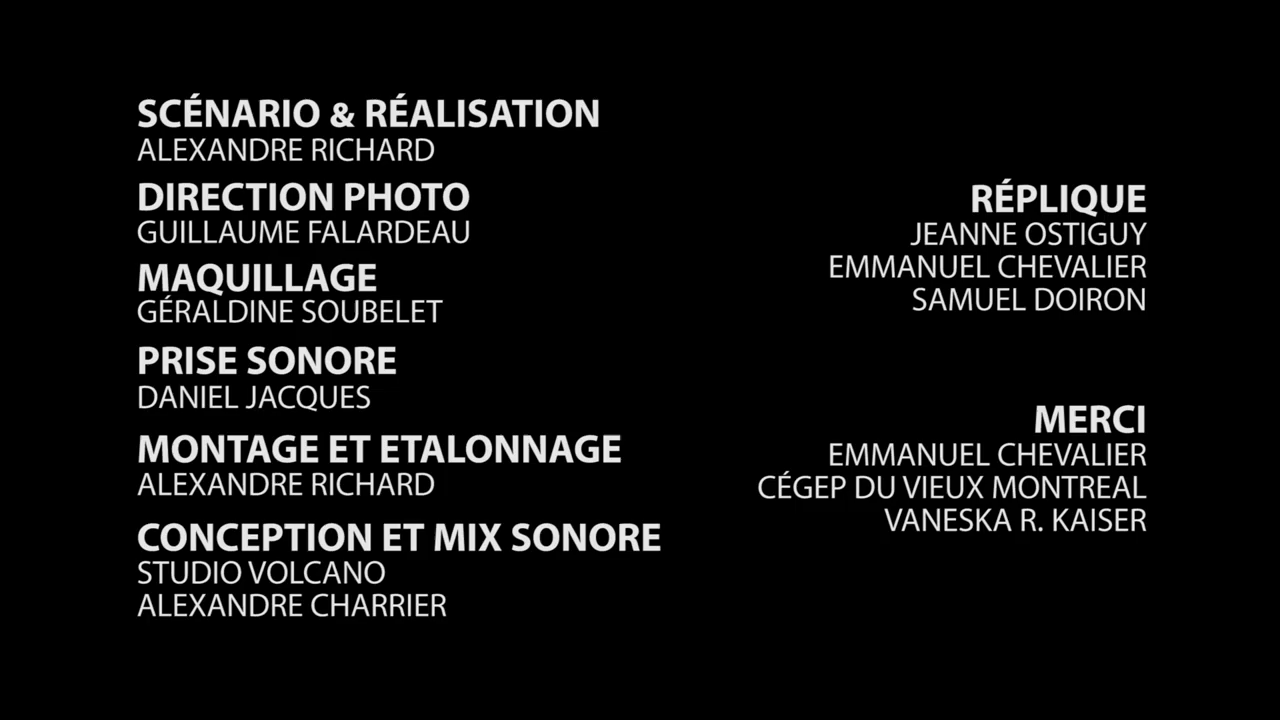 SCÉNARIO & RÉALISATION
ALEXANDRE RICHARD
DIRECTION PHOTO
GUILLAUME FALARDEAU
MAQUILLAGE
GÉRALDINE SOUBELET
PRISE SONORE
DANIEL JACQUES
MONTAGE ET ETALONNAGE
ALEXANDRE RICHARD
CONCEPTION ET MIX SONORE
STUDIO VOLCANO
ALEXANDRE CHARRIER
RÉPLIQUE
JEANNE OSTIGUY
EMMANUEL CHEVALIER
SAMUEL DOIRON
MERCI
EMMANUEL CHEVALIER
CÉGEP DU VIEUX MONTREAL
VANESKA R. KAISER